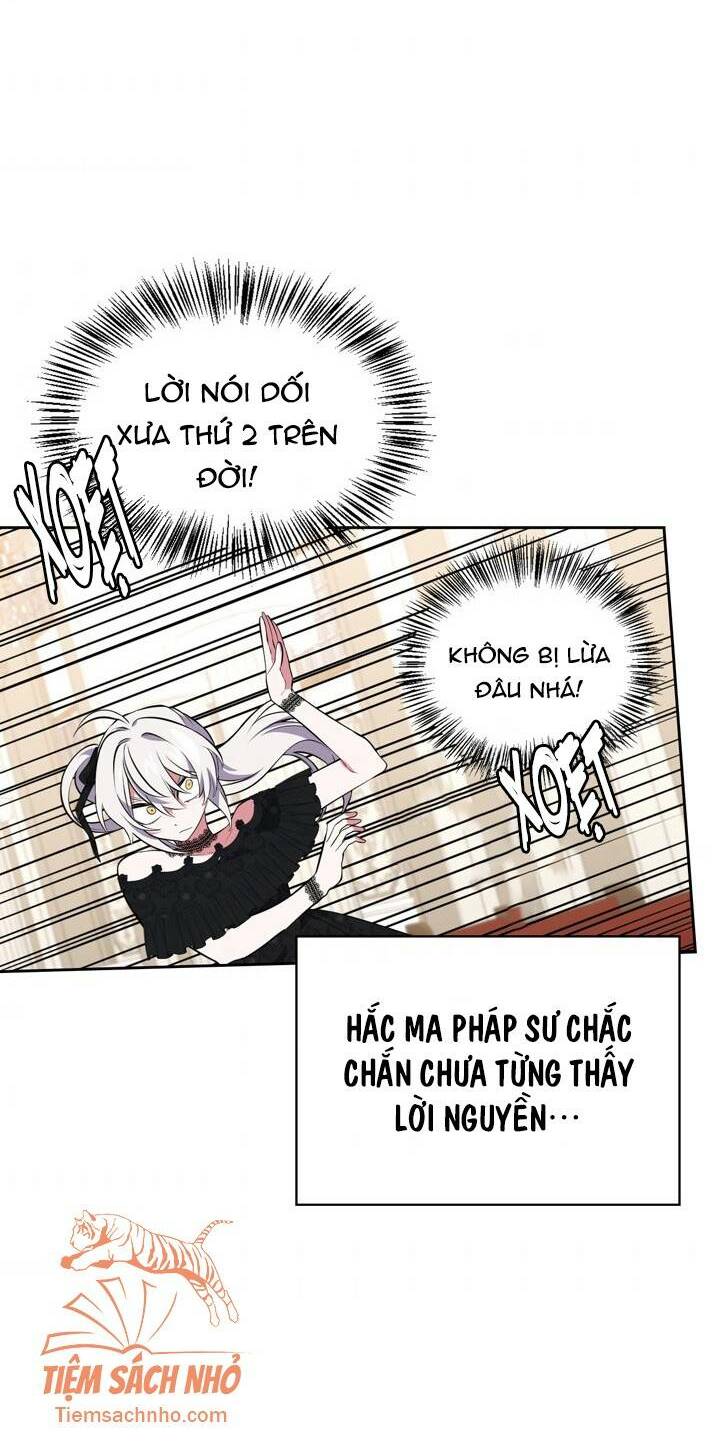 LỜI NÓI DỐI
XƯA THỨ 2 TRÊN
ĐỜI!
XOẸT
KHÔNG BỊ LỪA
ĐÂU NHÁ!
XOẸT
HẮC MA PHÁP SƯ CHẮC
CHẮN CHƯA TỪNG THẤY
LỜI NGUYỀN...
TIỆM SÁCH NHỎ
Tiemsachnho.com